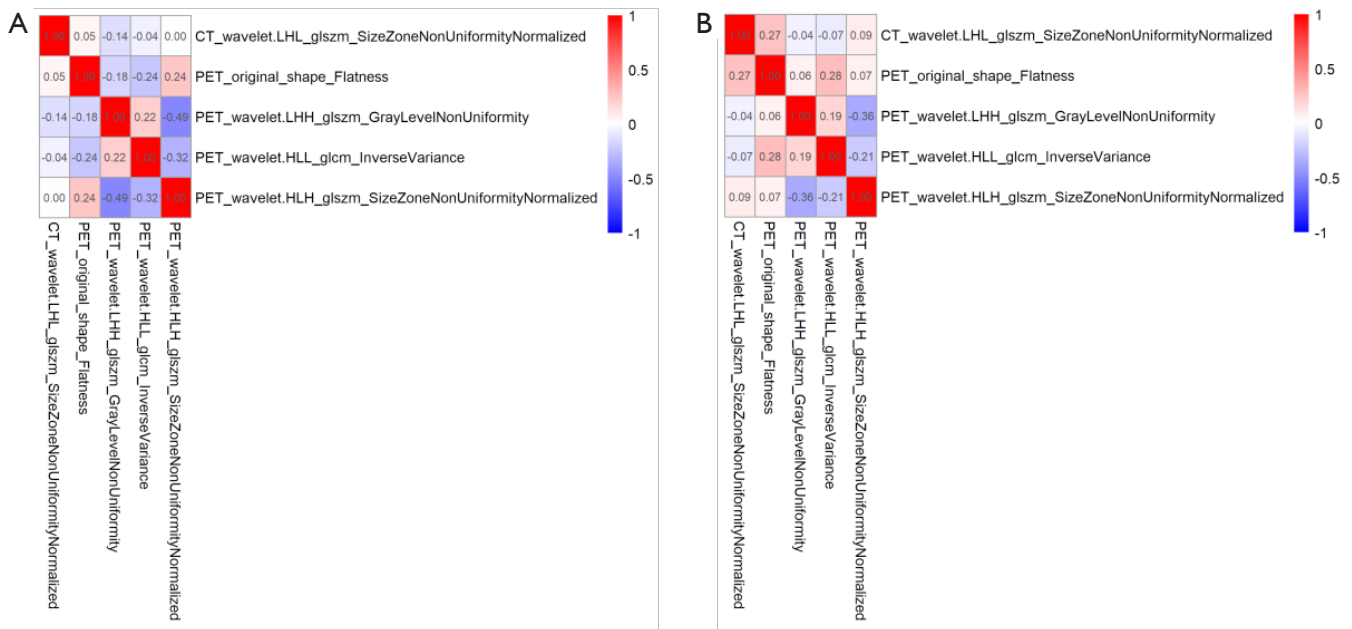 A
1.00 0.05 -0.14 -0.04 0.00 CT_wavelet.LHL_glszm_SizeZoneNonUniformityNormalized
0.05 1.00 -0.18 -0.24 0.24 PET_original_shape_Flatness
-0.14 -0.18 1.00 0.22 -0.49 PET_wavelet.LHH_glszm_GrayLevelNonUniformity
-0.04 -0.24 0.22 1.00 -0.32 PET_wavelet.HLL_glcm_InverseVariance
0.00 0.24 -0.49 -0.32 1.00 PET_wavelet.HLH_glszm_SizeZoneNonUniformityNormalized
CT_wavelet.LHL_glszm_SizeZoneNonUniformityNormalized
PET_original_shape_Flatness
PET_wavelet.LHH_glszm_GrayLevelNonUniformity
PET_wavelet.HLL_glcm_InverseVariance
PET_wavelet.HLH_glszm_SizeZoneNonUniformityNormalized
1
0.5
0
-0.5
-1
B
1.00 0.27 -0.04 -0.07 0.09 CT_wavelet.LHL_glszm_SizeZoneNonUniformityNormalized
0.27 1.00 0.06 0.28 0.07 PET_original_shape_Flatness
-0.04 0.06 1.00 0.19 -0.36 PET_wavelet.LHH_glszm_GrayLevelNonUniformity
-0.07 0.28 0.19 1.00 -0.21 PET_wavelet.HLL_glcm_InverseVariance
0.09 0.07 -0.36 -0.21 1.00 PET_wavelet.HLH_glszm_SizeZoneNonUniformityNormalized
CT_wavelet.LHL_glszm_SizeZoneNonUniformityNormalized
PET_original_shape_Flatness
PET_wavelet.LHH_glszm_GrayLevelNonUniformity
PET_wavelet.HLL_glcm_InverseVariance
PET_wavelet.HLH_glszm_SizeZoneNonUniformityNormalized
1
0.5
0
-0.5
-1